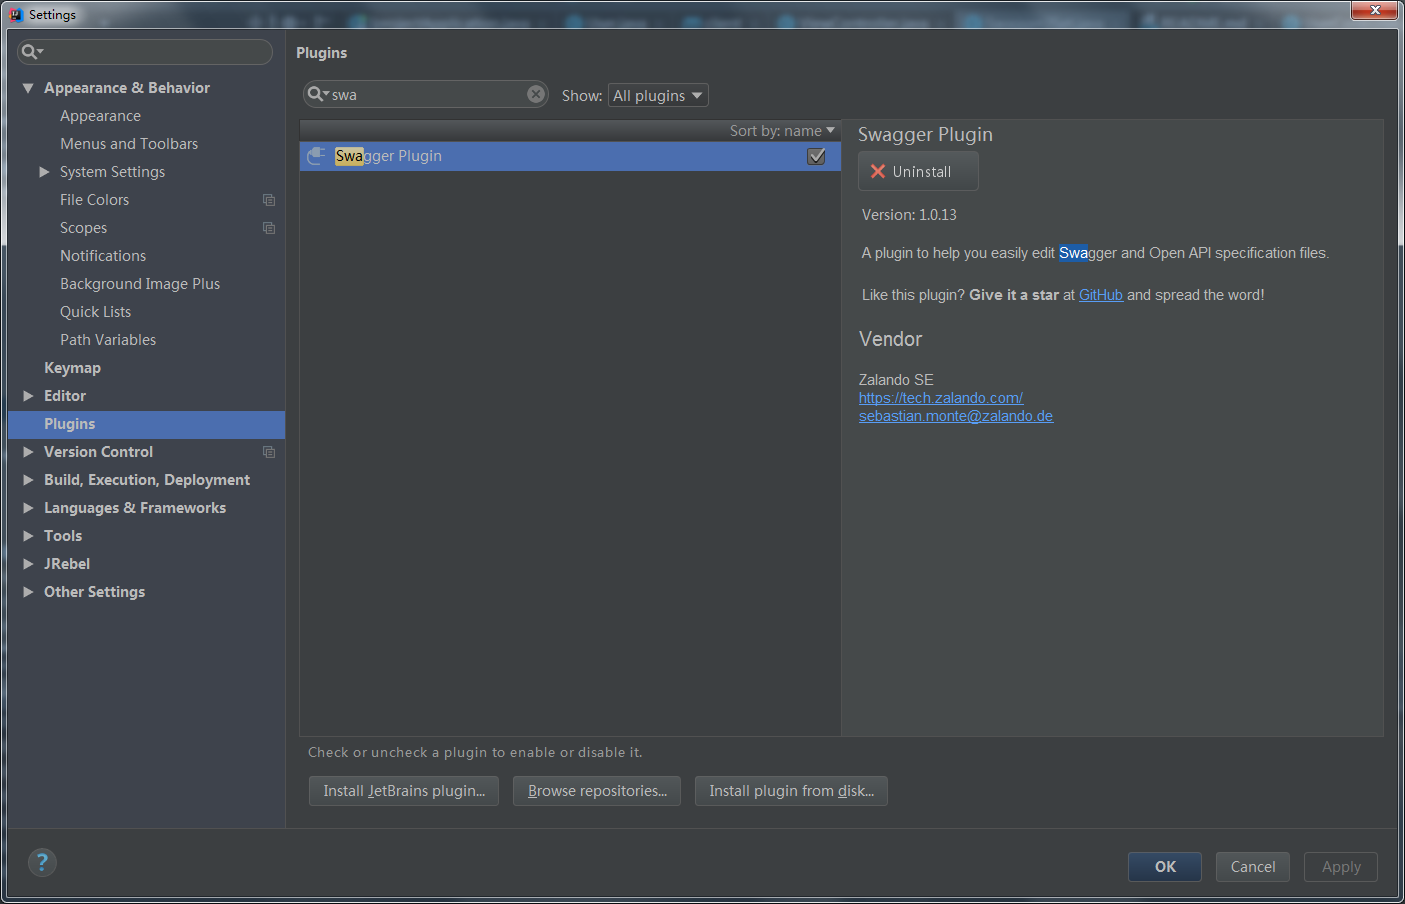 Settings
Appearance & Behavior
Appearance
Menus and Toolbars
System Settings
File Colors
Scopes
Notifications
Background Image Plus
Quick Lists
Path Variables
Keymap
Editor
Plugins
Version Control
Build, Execution, Deployment
Languages & Frameworks
Tools
JRebel
Other Settings
Plugins
swa
Show: All plugins
Sort by: name
Swagger Plugin
Swagger Plugin
Uninstall
Version: 1.0.13
A plugin to help you easily edit Swagger and Open API specification files.
Like this plugin? Give it a star at GitHub and spread the word!
Vendor
Zalando SE
https://tech.zalando.com/
sebastian.monte@zalando.de
Check or uncheck a plugin to enable or disable it.
Install JetBrains plugin...
Browse repositories...
Install plugin from disk...
?
OK
Cancel
Apply